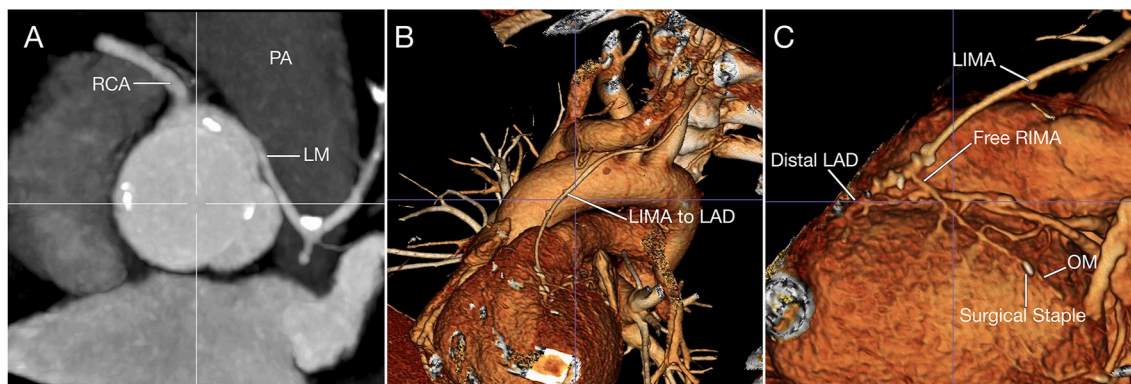 A
PA
RCA
LM
B
LIMA to LAD
C
LIMA
Free RIMA
Distal LAD
OM
Surgical Staple